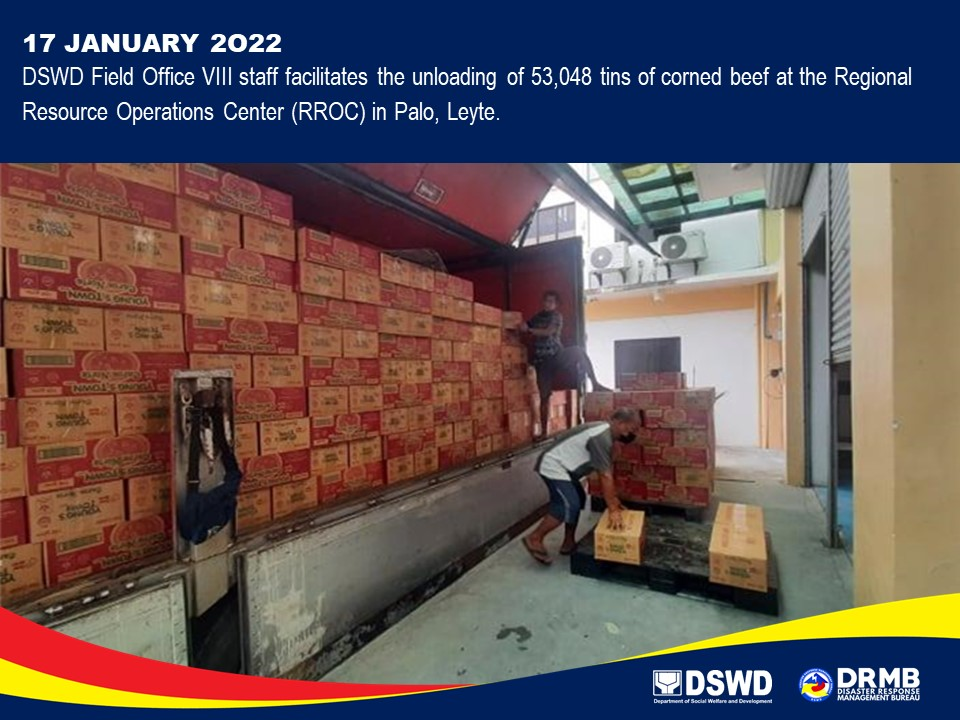 17 JANUARY 2O22
DSWD Field Office VIII staff facilitates the unloading of 53,048 tins of corned beef at the Regional
Resource Operations Center (RROC) in Palo, Leyte.
YOUNG'S TOWN
DSWD
Department of Social Welfare and Development
DRMB
DISASTER RESPONSE
MANAGEMENT BUREAU